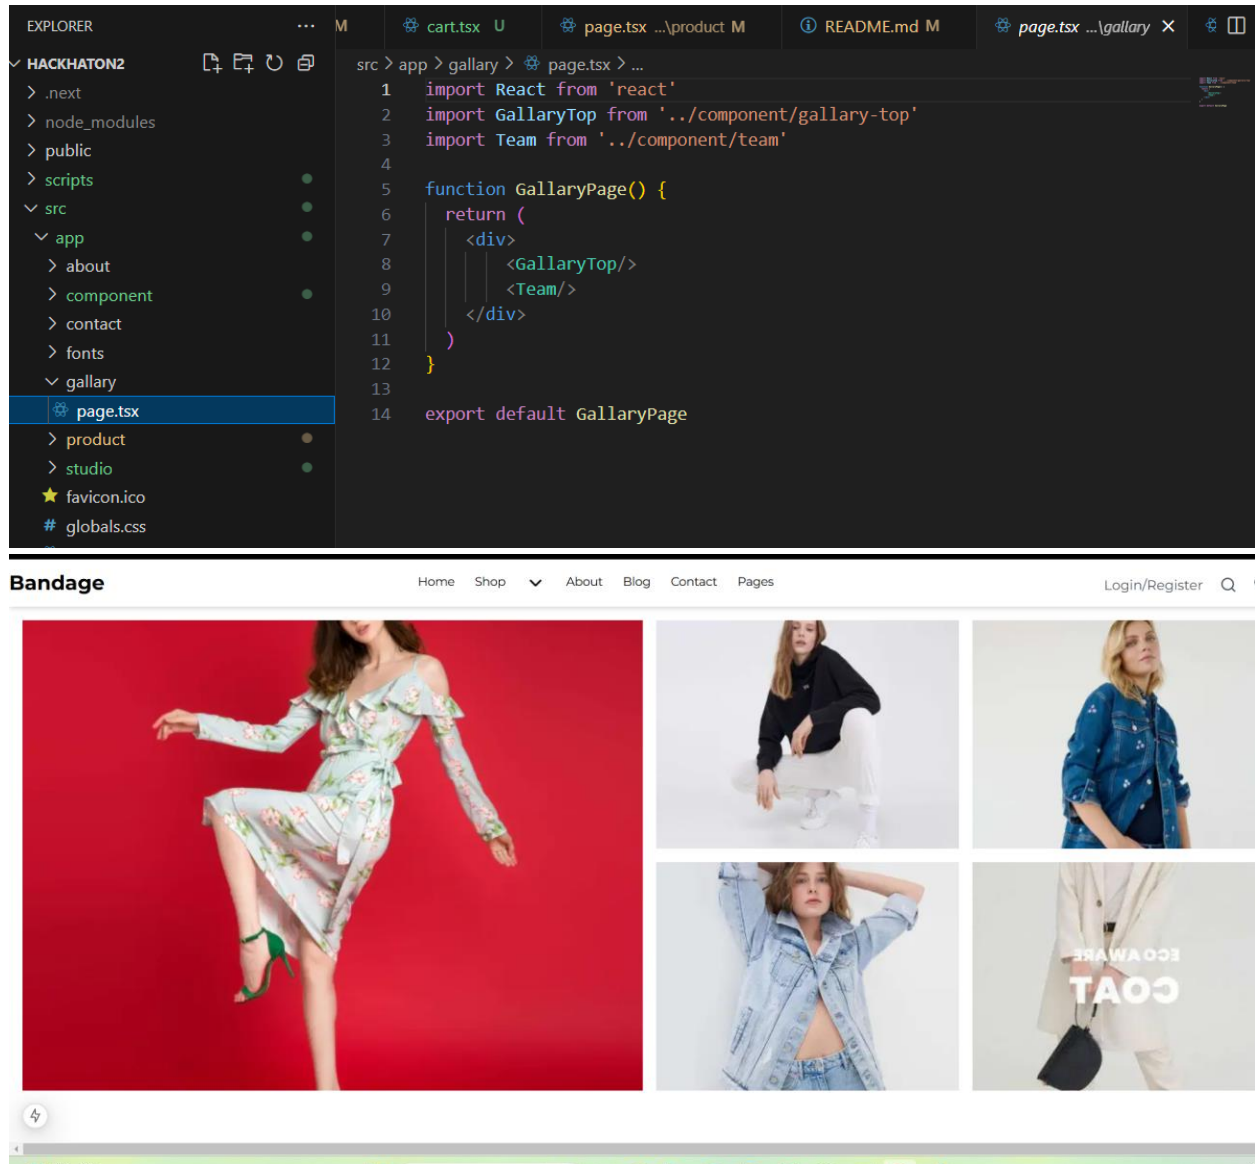 EXPLORER ···
M
cart.tsx U
page.tsx ...\product M
README.md M
page.tsx ...\gallary
HACKHATON2
src > app > gallary > page.tsx > ...
.next
node_modules
public
scripts
src
app
about
component
contact
fonts
gallary
page.tsx
product
studio
favicon.ico
# globals.css
1 import React from 'react'
2 import GallaryTop from '../component/gallary-top'
3 import Team from '../component/team'
4
5 function GallaryPage() {
6 return (
7 <div>
8 <GallaryTop/>
9 <Team/>
10 </div>
11 )
12 }
13
14 export default GallaryPage
Bandage
Home Shop About Blog Contact Pages
Login/Register
ECO AWARE
COAT